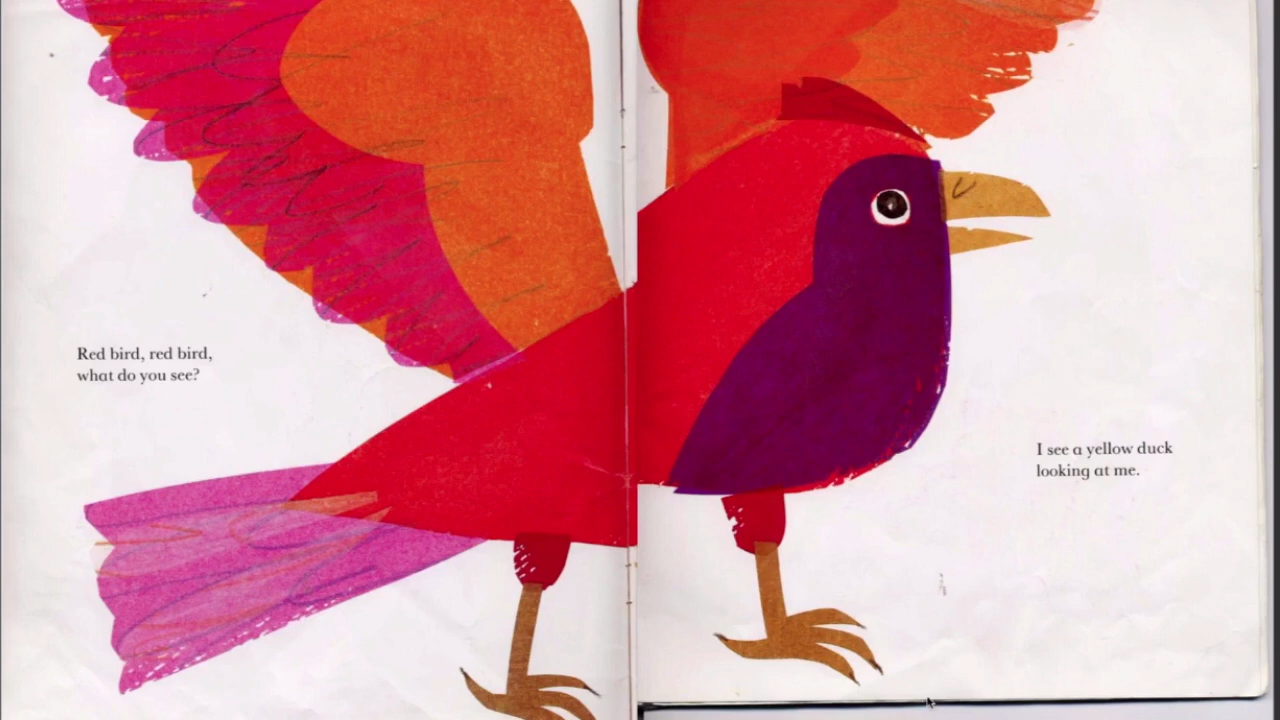 Red bird, red bird,
what do you see?
I see a yellow duck
looking at me.